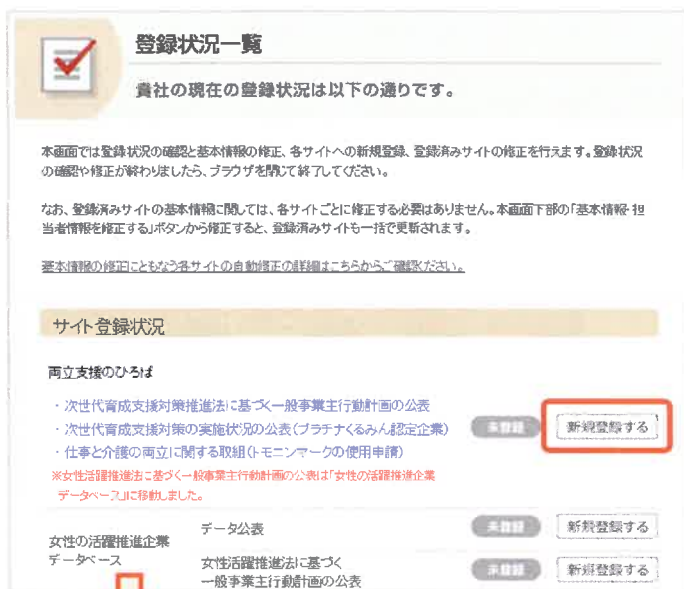 登録状況一覧
貴社の現在の登録状況は以下の通りです。
本画面では登録状況の確認と基本情報の修正、各サイトへの新規登録、登録済みサイトの修正を行えます。登録状況
の確認や修正が終わりましたら、ブラウザを閉じて終了してください。
なお、登録済みサイトの基本情報に関しては、各サイトごとに修正する必要はありません。本画面下部の「基本情報・担
当者情報を修正する」ボタンから修正すると、登録済みサイトも一括で更新されます。
基本情報の修正にともなう各サイトの自動修正の詳細はこちらからご確認ください。
サイト登録状況
両立支援のひろば
・次世代育成支援対策推進法に基づく一般事業主行動計画の公表
・次世代育成支援対策の実施状況の公表(プラチナくるみん認定企業)
・仕事と介護の両立に関する取組(トモニンマークの使用申請)
未登録 新規登録する
※女性活躍推進法に基づく一般事業主行動計画の公表は「女性の活躍推進企業
データベース」に移動しました。
女性の活躍推進企業
データベース
データ公表 未登録 新規登録する
女性活躍推進法に基づく
一般事業主行動計画の公表
未登録 新規登録する